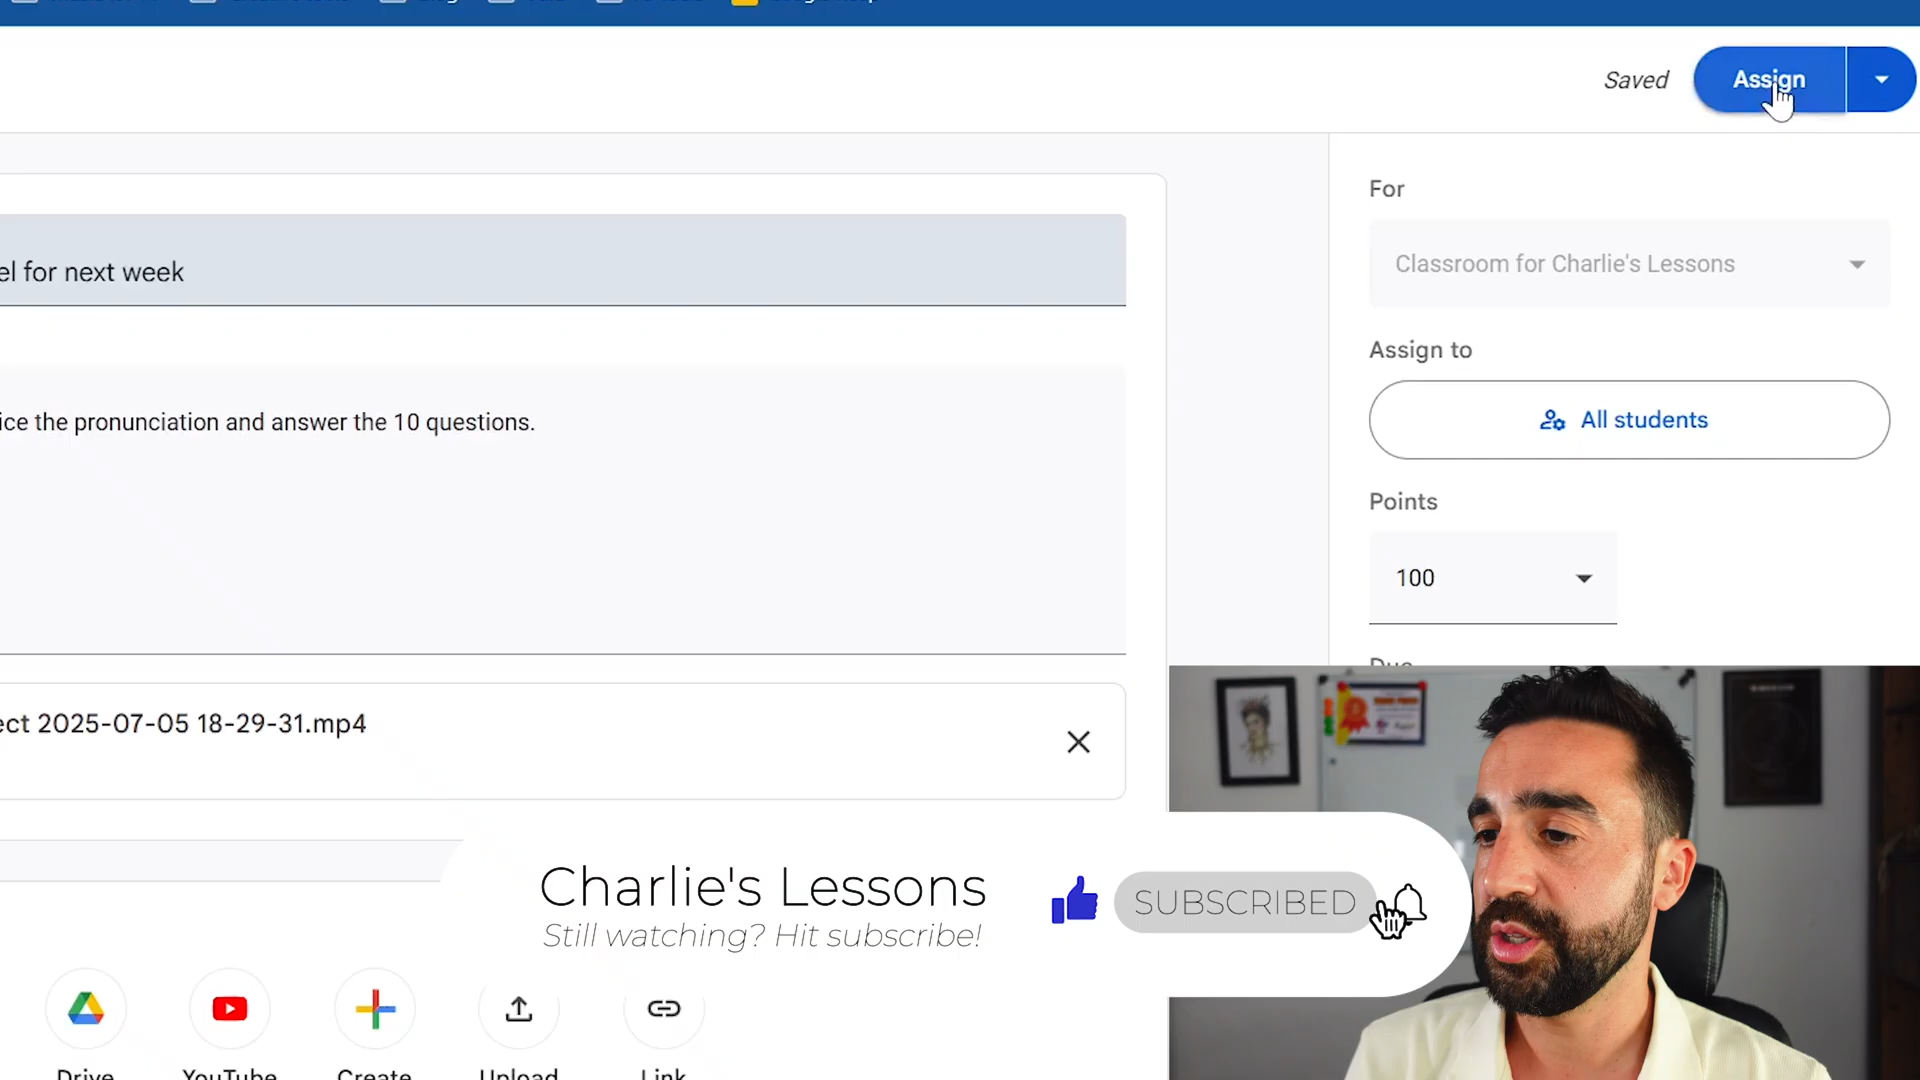 Saved
Assign
For
el for next week
Classroom for Charlie's Lessons
Assign to
ice the pronunciation and answer the 10 questions.
All students
Points
100
Due
ect 2025-07-05 18-29-31.mp4
Charlie's Lessons
SUBSCRIBED
Still watching? Hit subscribe!
Drive
YouTube
Create
Upload
Link